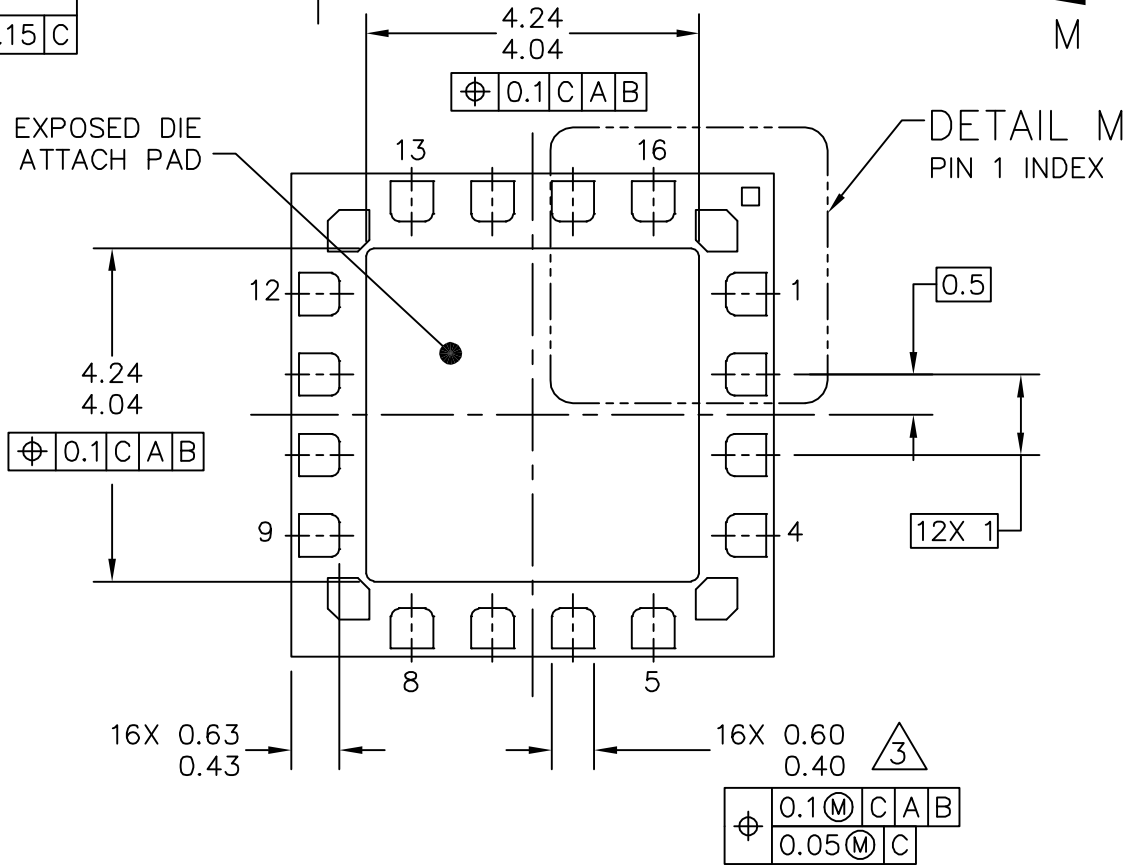 .15 C
4.24
4.04
⌖ 0.1 C A B
M
EXPOSED DIE
ATTACH PAD
DETAIL M
PIN 1 INDEX
13
16
12
1
0.5
4.24
4.04
⌖ 0.1 C A B
9
4
12X 1
8
5
16X 0.63
0.43
16X 0.60
0.40
3
⌖ 0.1 Ⓜ C A B
0.05 Ⓜ C